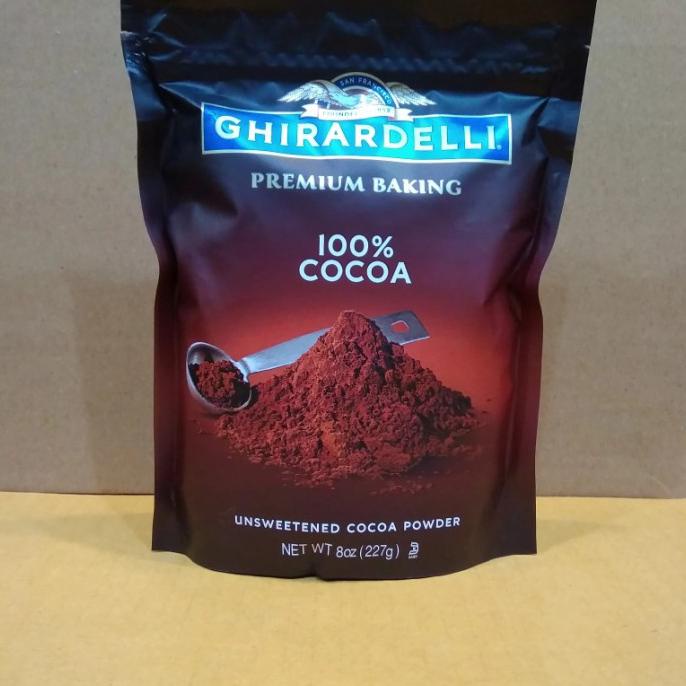 SAN FRANCISCO
GHIRARDELLI®
PREMIUM BAKING
100%
COCOA
UNSWEETENED COCOA POWDER
NET WT 8oz (227g)